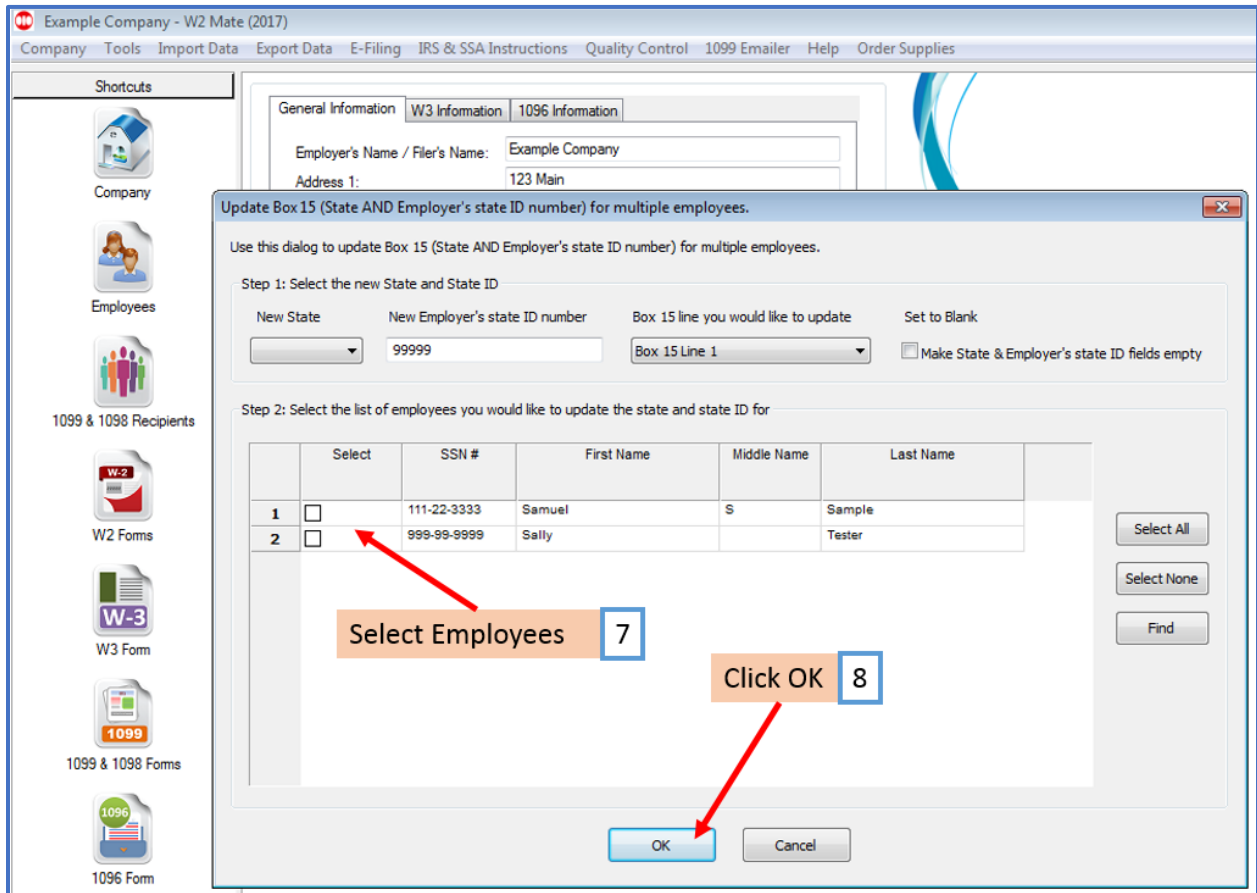 Example Company - W2 Mate (2017)
Company Tools Import Data Export Data E-Filing IRS & SSA Instructions Quality Control 1099 Emailer Help Order Supplies
Shortcuts
Company
Employees
1099 & 1098 Recipients
W-2
W2 Forms
W-3
W3 Form
1099
1099 & 1098 Forms
1096
1096 Form
General Information W3 Information 1096 Information
Employer's Name / Filer's Name: Example Company
Address 1: 123 Main
Update Box 15 (State AND Employer's state ID number) for multiple employees.
Use this dialog to update Box 15 (State AND Employer's state ID number) for multiple employees.
Step 1: Select the new State and State ID
New State New Employer's state ID number Box 15 line you would like to update Set to Blank
99999 Box 15 Line 1 Make State & Employer's state ID fields empty
Step 2: Select the list of employees you would like to update the state and state ID for
Select SSN # First Name Middle Name Last Name
1 111-22-3333 Samuel S Sample
2 999-99-9999 Sally Tester
Select All
Select None
Find
Select Employees 7
Click OK 8
OK Cancel